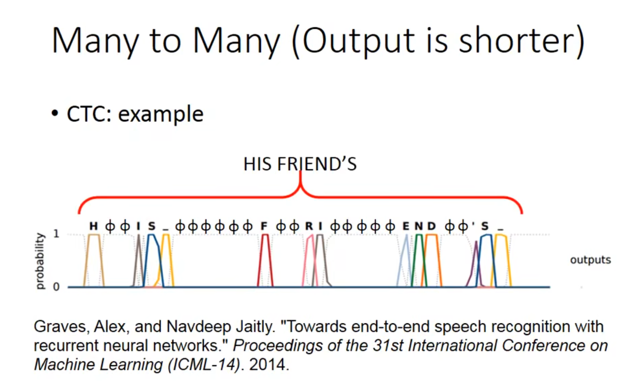 Many to Many (Output is shorter)
• CTC: example
HIS FRIEND'S
H ϕ ϕ I S _ ϕ ϕ ϕ ϕ ϕ ϕ F ϕ ϕ R I ϕ ϕ ϕ ϕ ϕ E N D ϕ ϕ ' S _
1
probability
0
outputs
Graves, Alex, and Navdeep Jaitly. "Towards end-to-end speech recognition with
recurrent neural networks." Proceedings of the 31st International Conference on
Machine Learning (ICML-14). 2014.